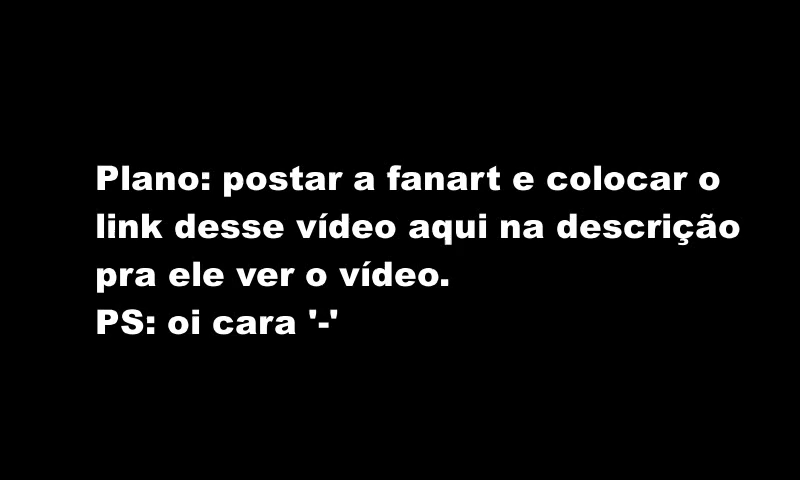 Plano: postar a fanart e colocar o
link desse vídeo aqui na descrição
pra ele ver o vídeo.
PS: oi cara '-'